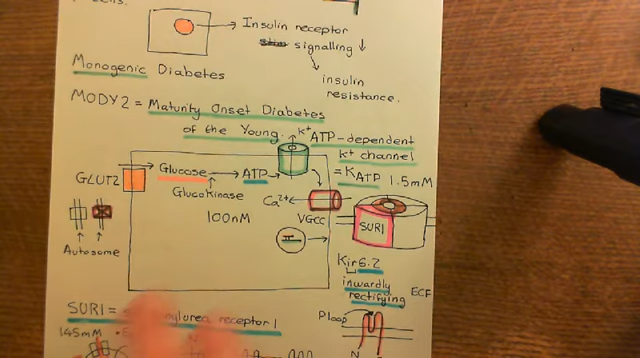 Insulin receptor
signalling ↓
insulin
resistance.
Monogenic Diabetes
MODY2 = Maturity Onset Diabetes
of the Young.
K+ ATP-dependent
K+ channel
= KATP 1.5mM
GLUT2
Glucose → ATP
Glucokinase
100nM
Ca2+
VGCC
SUR1
I
Autosome
Kir6.2
inwardly
rectifying
ECF
SUR1 =
receptor 1
Ploop
145mM
N